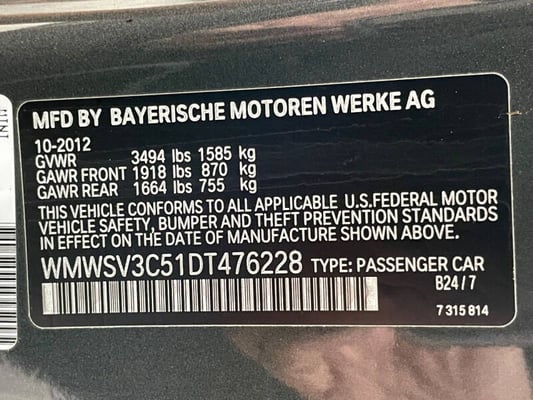 MFD BY BAYERISCHE MOTOREN WERKE AG
10-2012
GVWR 3494 lbs 1585 kg
GAWR FRONT 1918 lbs 870 kg
GAWR REAR 1664 lbs 755 kg
THIS VEHICLE CONFORMS TO ALL APPLICABLE U.S.FEDERAL MOTOR
VEHICLE SAFETY, BUMPER AND THEFT PREVENTION STANDARDS
IN EFFECT ON THE DATE OF MANUFACTURE SHOWN ABOVE.
WMWSV3C51DT476228 TYPE: PASSENGER CAR
B24/7
7 315 814